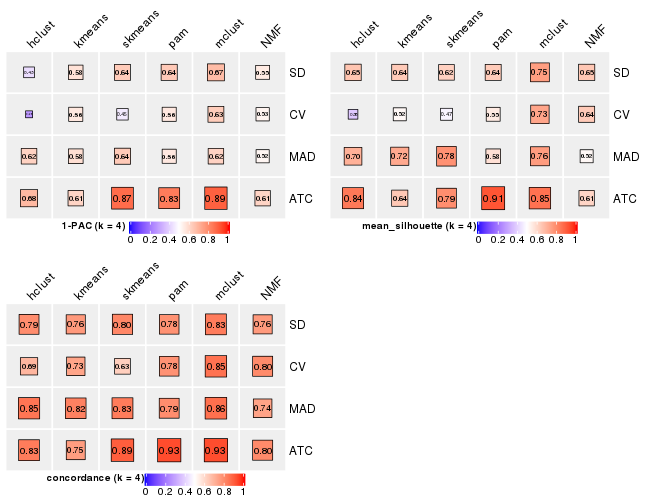 hclust kmeans skmeans pam mclust NMF
0.58 0.64 0.64 0.67 0.55 SD
0.56 0.56 0.63 0.53 CV
0.62 0.58 0.64 0.56 0.62 0.52 MAD
0.68 0.61 0.87 0.83 0.89 0.61 ATC
1-PAC (k = 4)
0 0.2 0.4 0.6 0.8 1
hclust kmeans skmeans pam mclust NMF
0.65 0.64 0.62 0.64 0.75 0.65 SD
0.52 0.47 0.55 0.73 0.64 CV
0.70 0.72 0.78 0.58 0.76 0.52 MAD
0.84 0.64 0.79 0.91 0.85 0.61 ATC
mean_silhouette (k = 4)
0 0.2 0.4 0.6 0.8 1
hclust kmeans skmeans pam mclust NMF
0.79 0.76 0.80 0.78 0.83 0.76 SD
0.69 0.73 0.63 0.78 0.85 0.80 CV
0.85 0.82 0.83 0.79 0.86 0.74 MAD
0.83 0.75 0.89 0.93 0.93 0.80 ATC
concordance (k = 4)
0 0.2 0.4 0.6 0.8 1